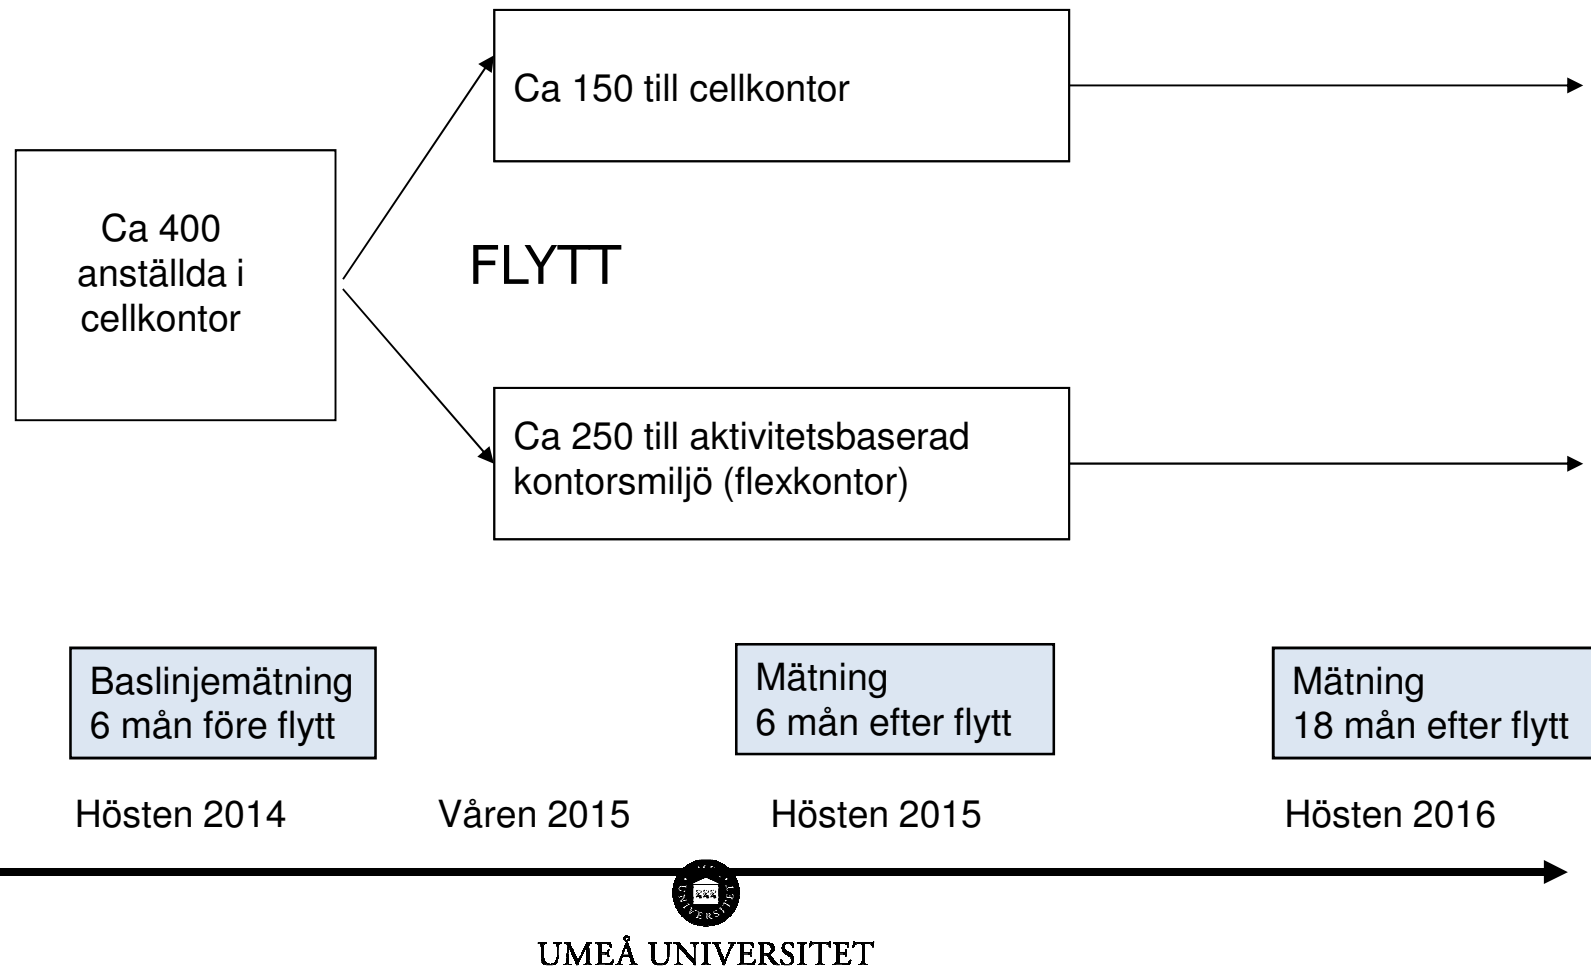 Ca 150 till cellkontor
Ca 400
anställda i
cellkontor
FLYTT
Ca 250 till aktivitetsbaserad
kontorsmiljö (flexkontor)
Baslinjemätning
6 mån före flytt
Mätning
6 mån efter flytt
Mätning
18 mån efter flytt
Hösten 2014
Våren 2015
Hösten 2015
Hösten 2016
UNIVERSITET
UMEÅ UNIVERSITET